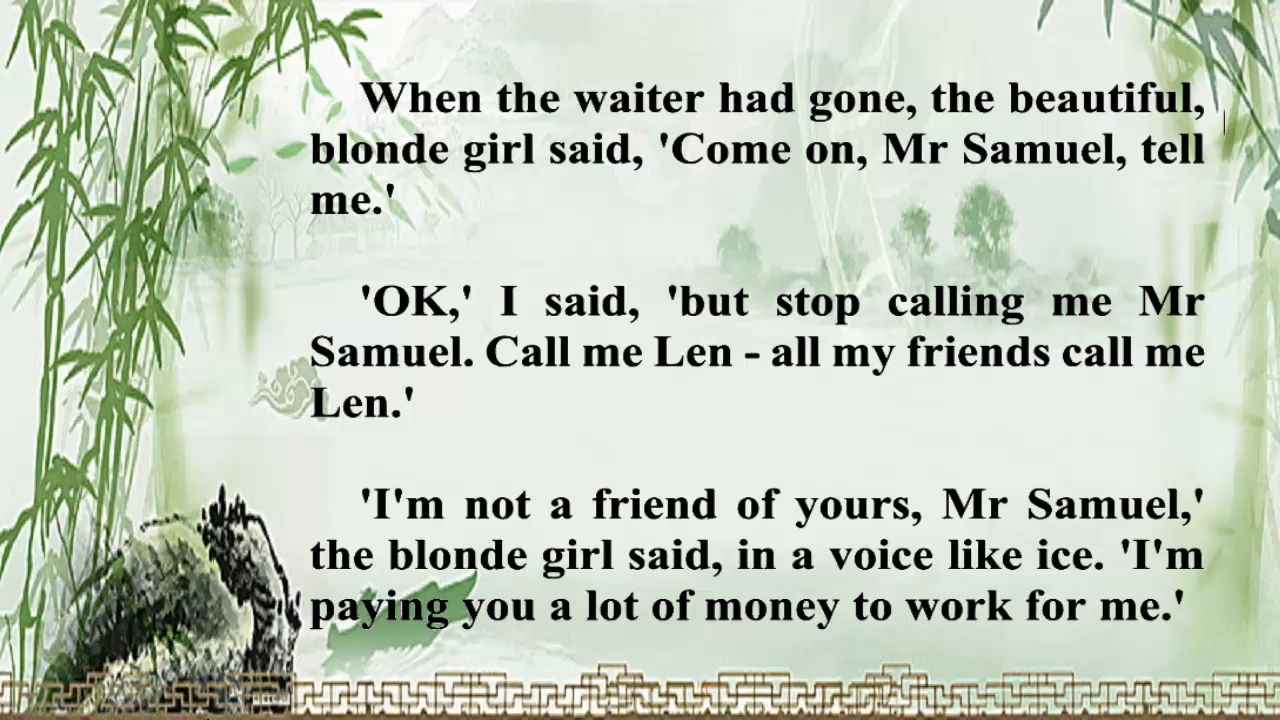 When the waiter had gone, the beautiful,
blonde girl said, 'Come on, Mr Samuel, tell
me.'
'OK,' I said, 'but stop calling me Mr
Samuel. Call me Len - all my friends call me
Len.'
'I'm not a friend of yours, Mr Samuel,'
the blonde girl said, in a voice like ice. 'I'm
paying you a lot of money to work for me.'